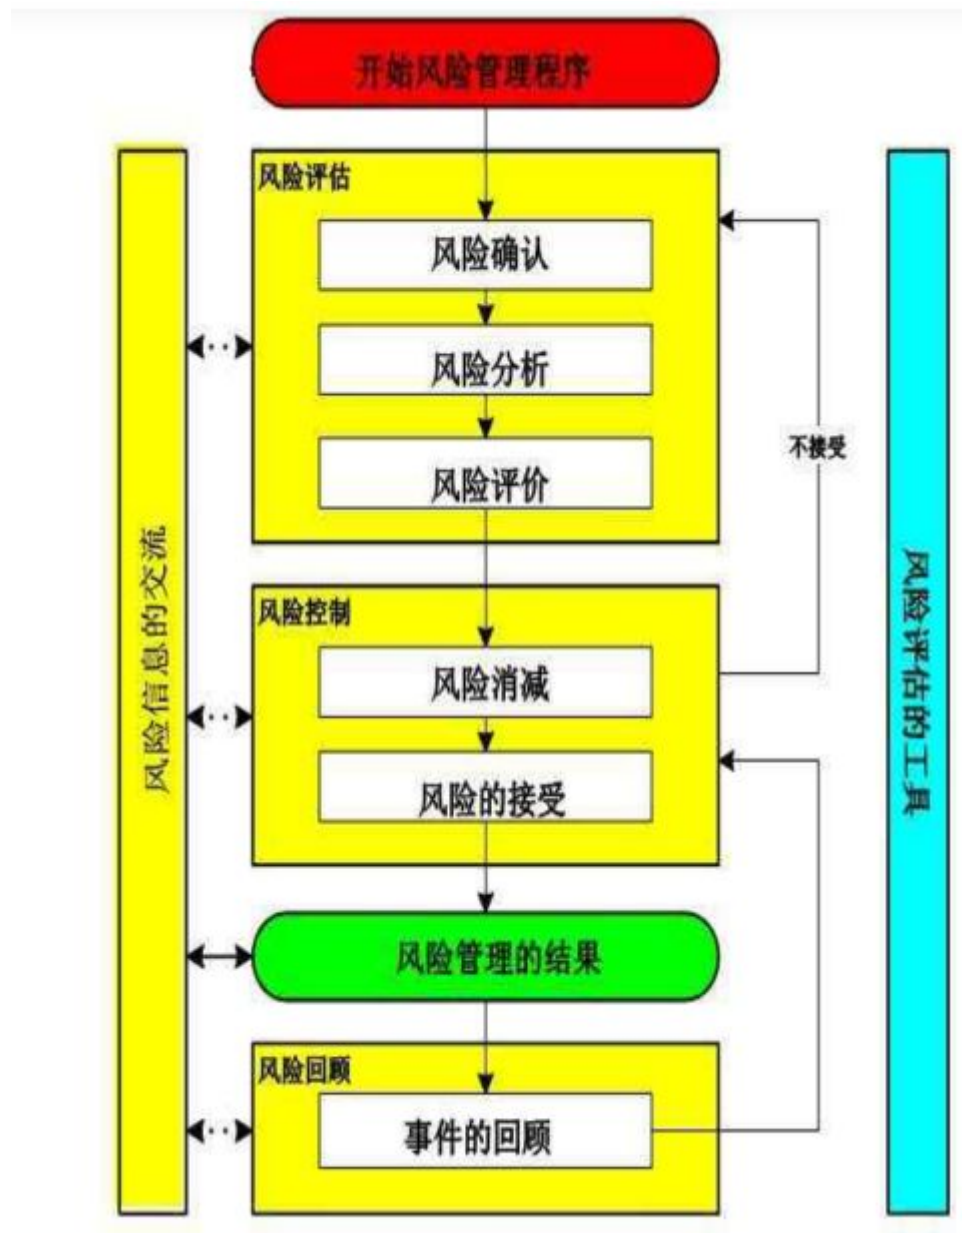 开始风险管理程序
风险评估
风险确认
风险分析
风险评价
不接受
风险控制
风险消减
风险的接受
风险管理的结果
风险回顾
事件的回顾
风险信息的交流
风险评估的工具